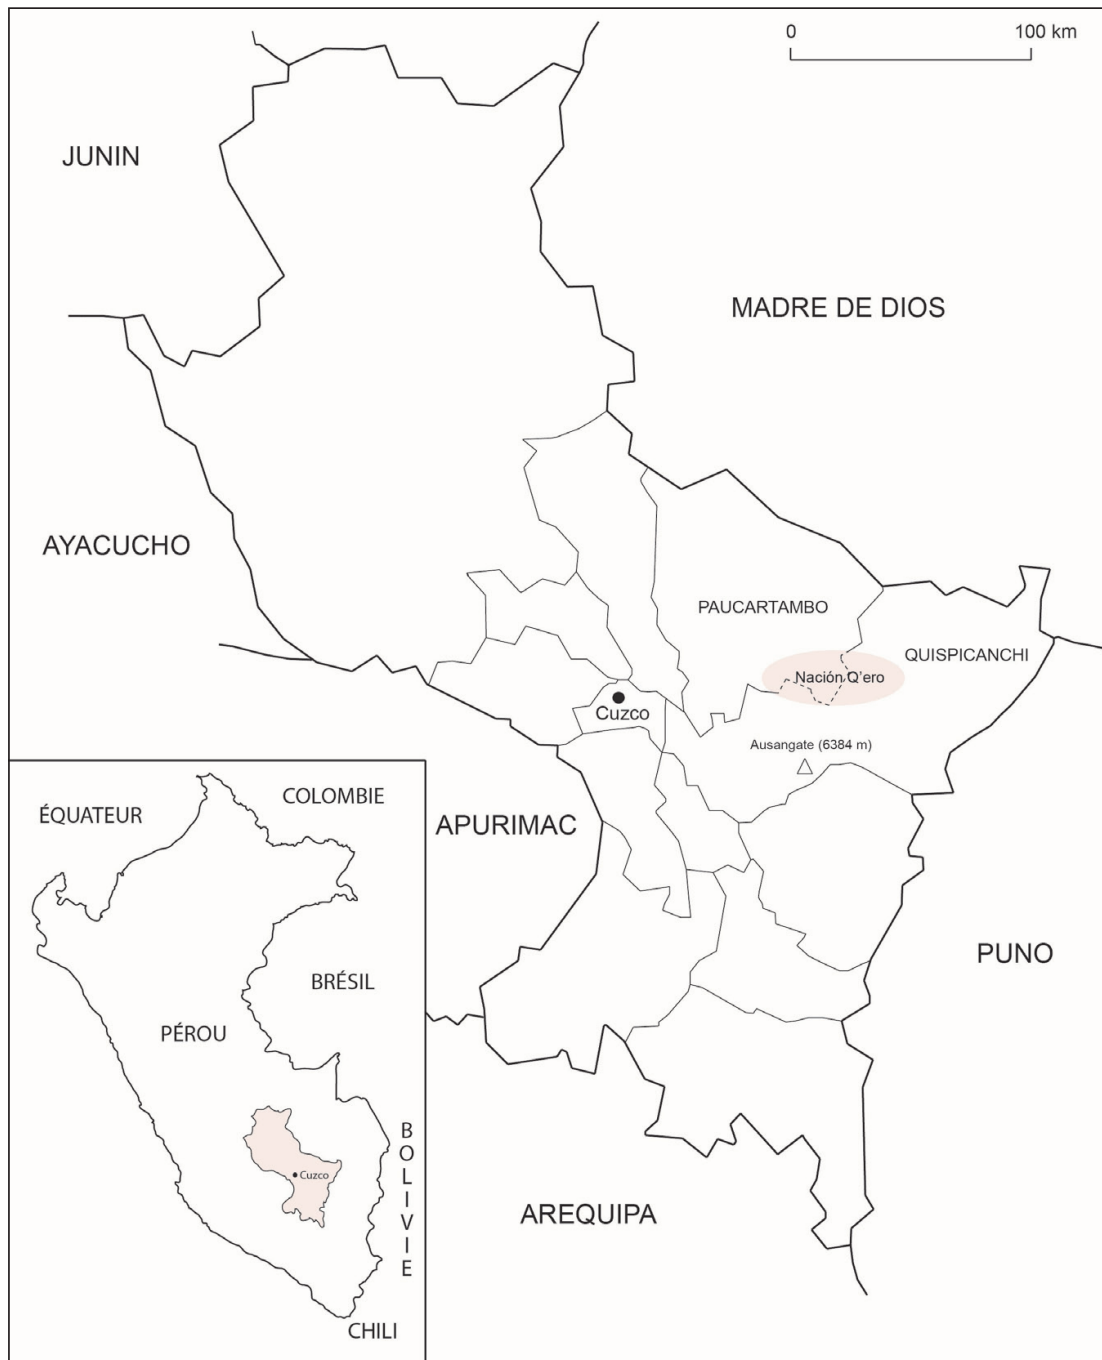 0 100 km
JUNIN
MADRE DE DIOS
AYACUCHO
PAUCARTAMBO
QUISPICANCHI
Nación Q'ero
Cuzco
Ausangate (6384 m)
APURIMAC
PUNO
AREQUIPA
COLOMBIE
ÉQUATEUR
BRÉSIL
PÉROU
BOLIVIE
Cuzco
CHILI